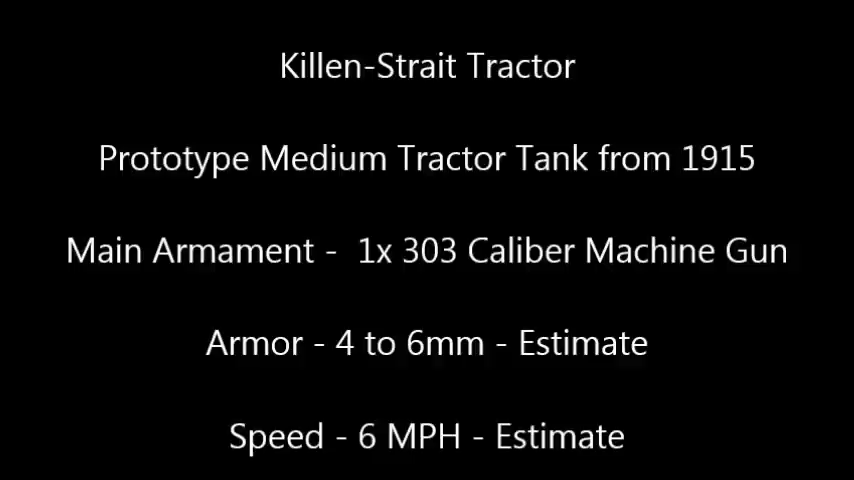 Killen-Strait Tractor
Prototype Medium Tractor Tank from 1915
Main Armament -  1x 303 Caliber Machine Gun
Armor - 4 to 6mm - Estimate
Speed - 6 MPH - Estimate